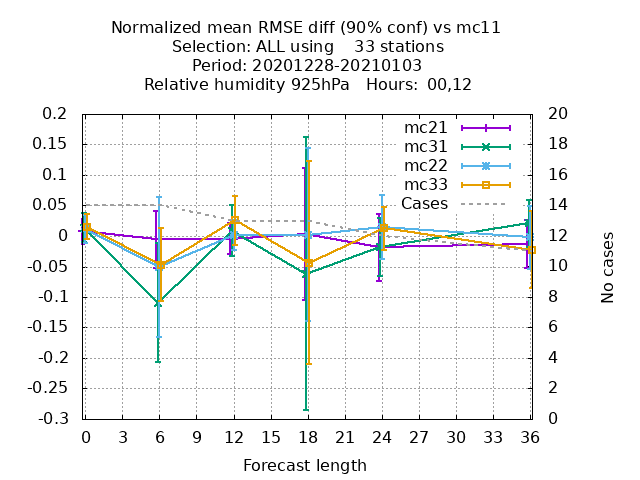 Normalized mean RMSE diff (90% conf) vs mc11
Selection: ALL using    33 stations
Period: 20201228-20210103
Relative humidity 925hPa   Hours:  00,12
0.2
0.15
0.1
0.05
0
-0.05
-0.1
-0.15
-0.2
-0.25
-0.3
mc21
mc31
mc22
mc33
Cases
20
18
16
14
12
10
8
6
4
2
0
No cases
0 3 6 9 12 15 18 21 24 27 30 33 36
Forecast length